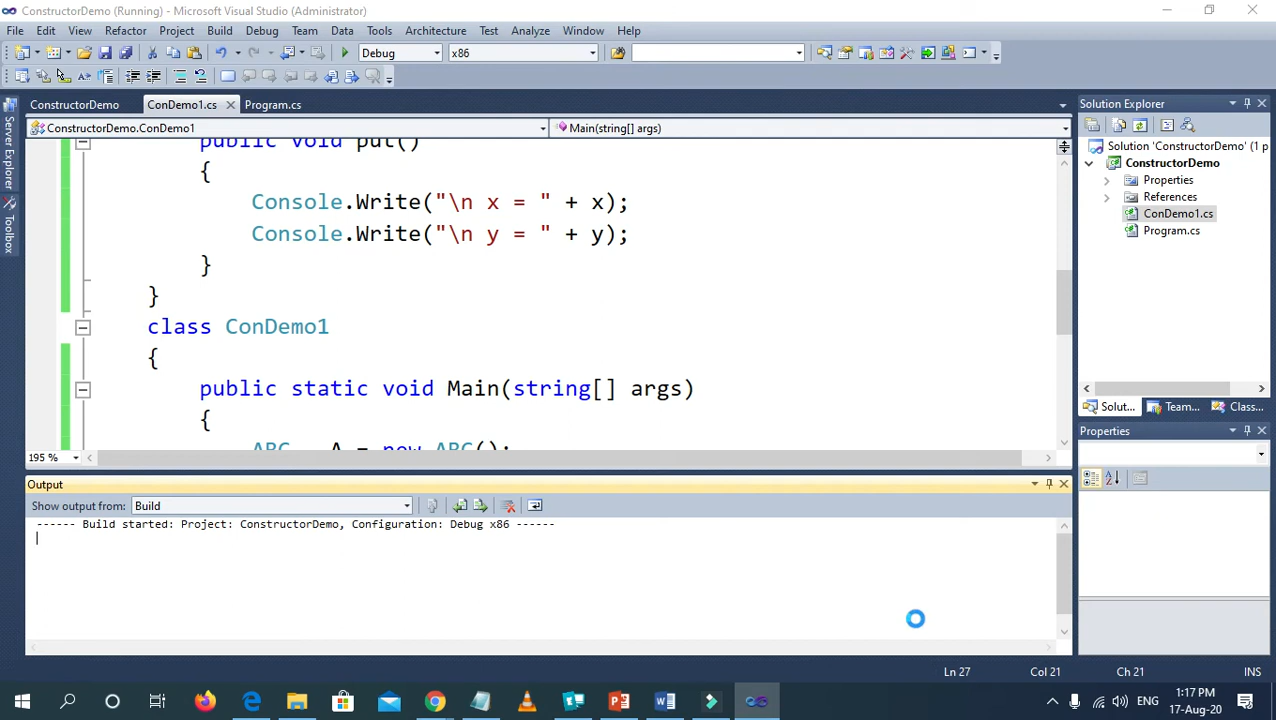 ConstructorDemo (Running) - Microsoft Visual Studio (Administrator)
File Edit View Refactor Project Build Debug Team Data Tools Architecture Test Analyze Window Help
Debug x86
ConstructorDemo ConDemo1.cs Program.cs
ConstructorDemo.ConDemo1 Main(string[] args)
Server Explorer
Toolbox
public void put()
{
Console.Write("\n x = " + x);
Console.Write("\n y = " + y);
}
}
class ConDemo1
{
public static void Main(string[] args)
{
ABC A = new ABC();
195 %
Output
Show output from: Build
------ Build started: Project: ConstructorDemo, Configuration: Debug x86 ------
Solution Explorer
Solution 'ConstructorDemo' (1 p
ConstructorDemo
Properties
References
ConDemo1.cs
Program.cs
Solut... Team... Class...
Properties
Ln 27 Col 21 Ch 21 INS
ENG
1:17 PM
17-Aug-20